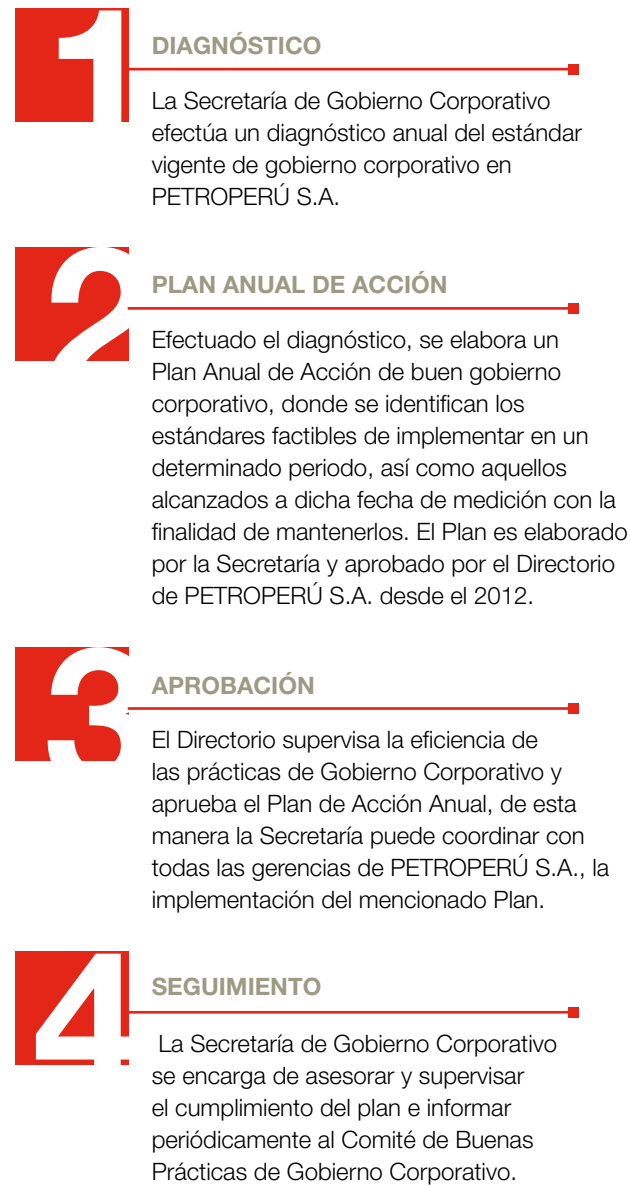 1
DIAGNÓSTICO
La Secretaría de Gobierno Corporativo
efectúa un diagnóstico anual del estándar
vigente de gobierno corporativo en
PETROPERÚ S.A.
2
PLAN ANUAL DE ACCIÓN
Efectuado el diagnóstico, se elabora un
Plan Anual de Acción de buen gobierno
corporativo, donde se identifican los
estándares factibles de implementar en un
determinado periodo, así como aquellos
alcanzados a dicha fecha de medición con la
finalidad de mantenerlos. El Plan es elaborado
por la Secretaría y aprobado por el Directorio
de PETROPERÚ S.A. desde el 2012.
3
APROBACIÓN
El Directorio supervisa la eficiencia de
las prácticas de Gobierno Corporativo y
aprueba el Plan de Acción Anual, de esta
manera la Secretaría puede coordinar con
todas las gerencias de PETROPERÚ S.A., la
implementación del mencionado Plan.
4
SEGUIMIENTO
La Secretaría de Gobierno Corporativo
se encarga de asesorar y supervisar
el cumplimiento del plan e informar
periódicamente al Comité de Buenas
Prácticas de Gobierno Corporativo.